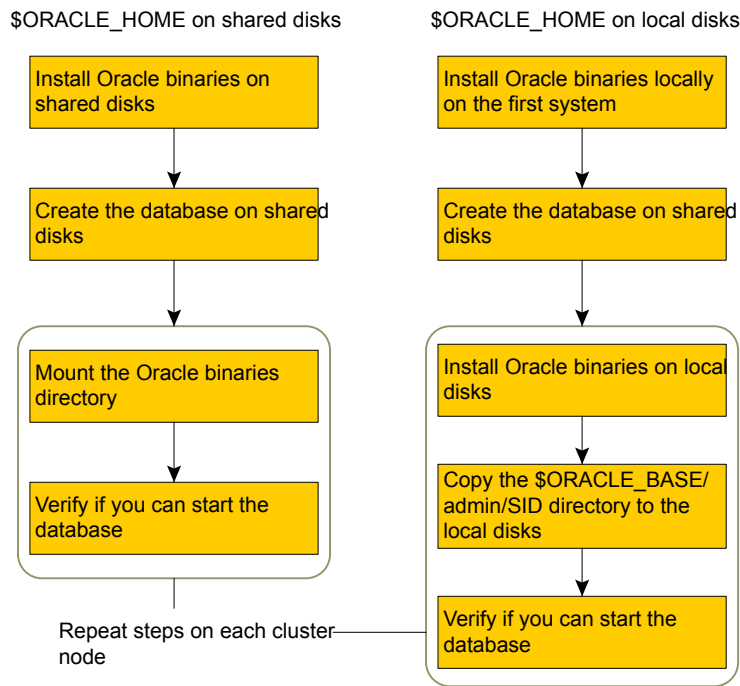 $ORACLE_HOME on shared disks
Install Oracle binaries on
shared disks
Create the database on shared
disks
Mount the Oracle binaries
directory
Verify if you can start the
database
$ORACLE_HOME on local disks
Install Oracle binaries locally
on the first system
Create the database on shared
disks
Install Oracle binaries on local
disks
Copy the $ORACLE_BASE/
admin/SID directory to the
local disks
Verify if you can start the
database
Repeat steps on each cluster
node